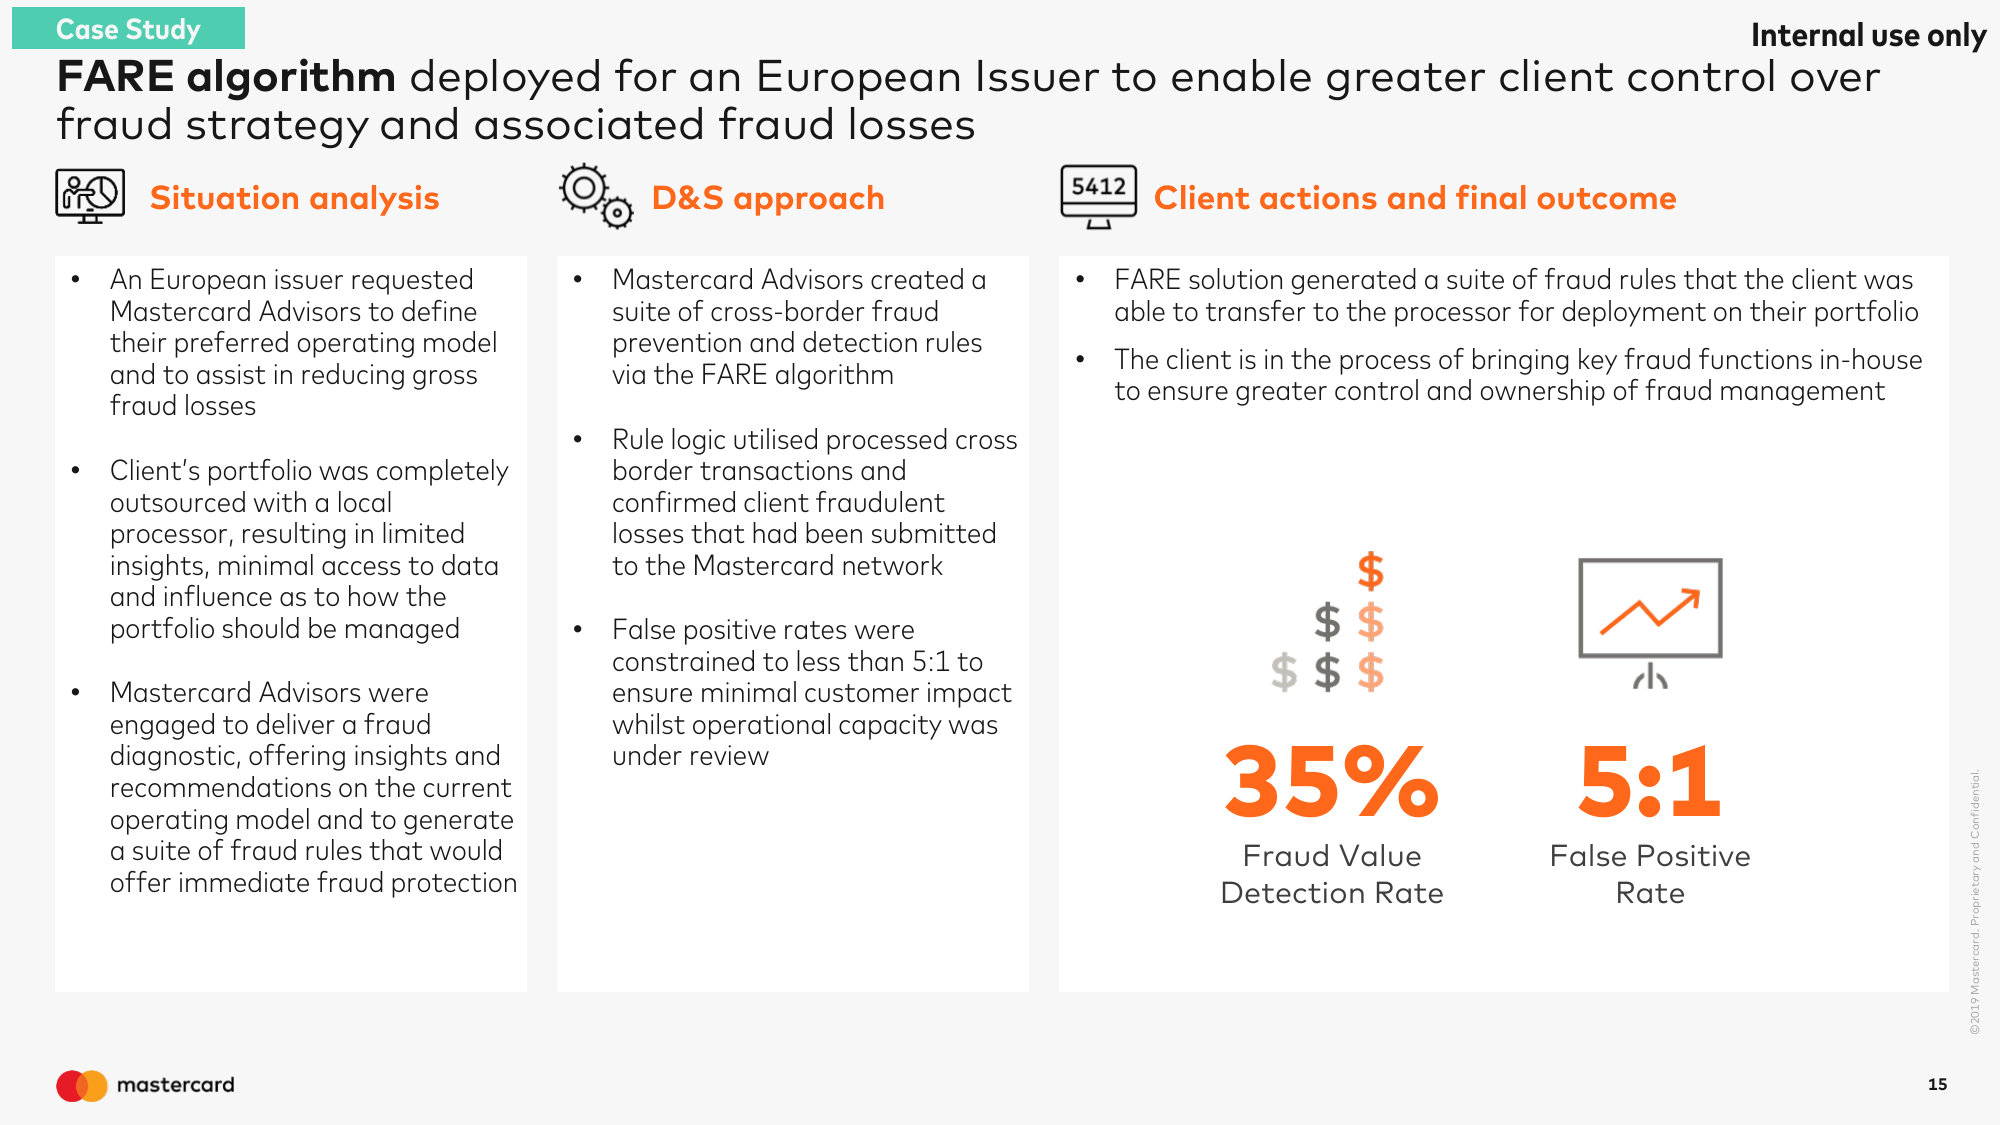 Case Study
Internal use only
FARE algorithm deployed for an European Issuer to enable greater client control over
fraud strategy and associated fraud losses
Situation analysis
• An European issuer requested
Mastercard Advisors to define
their preferred operating model
and to assist in reducing gross
fraud losses
• Client's portfolio was completely
outsourced with a local
processor, resulting in limited
insights, minimal access to data
and influence as to how the
portfolio should be managed
• Mastercard Advisors were
engaged to deliver a fraud
diagnostic, offering insights and
recommendations on the current
operating model and to generate
a suite of fraud rules that would
offer immediate fraud protection
D&S approach
• Mastercard Advisors created a
suite of cross-border fraud
prevention and detection rules
via the FARE algorithm
• Rule logic utilised processed cross
border transactions and
confirmed client fraudulent
losses that had been submitted
to the Mastercard network
• False positive rates were
constrained to less than 5:1 to
ensure minimal customer impact
whilst operational capacity was
under review
5412
Client actions and final outcome
• FARE solution generated a suite of fraud rules that the client was
able to transfer to the processor for deployment on their portfolio
• The client is in the process of bringing key fraud functions in-house
to ensure greater control and ownership of fraud management
$
$ $
$ $ $
35%
Fraud Value
Detection Rate
5:1
False Positive
Rate
©2019 Mastercard. Proprietary and Confidential.
mastercard
15